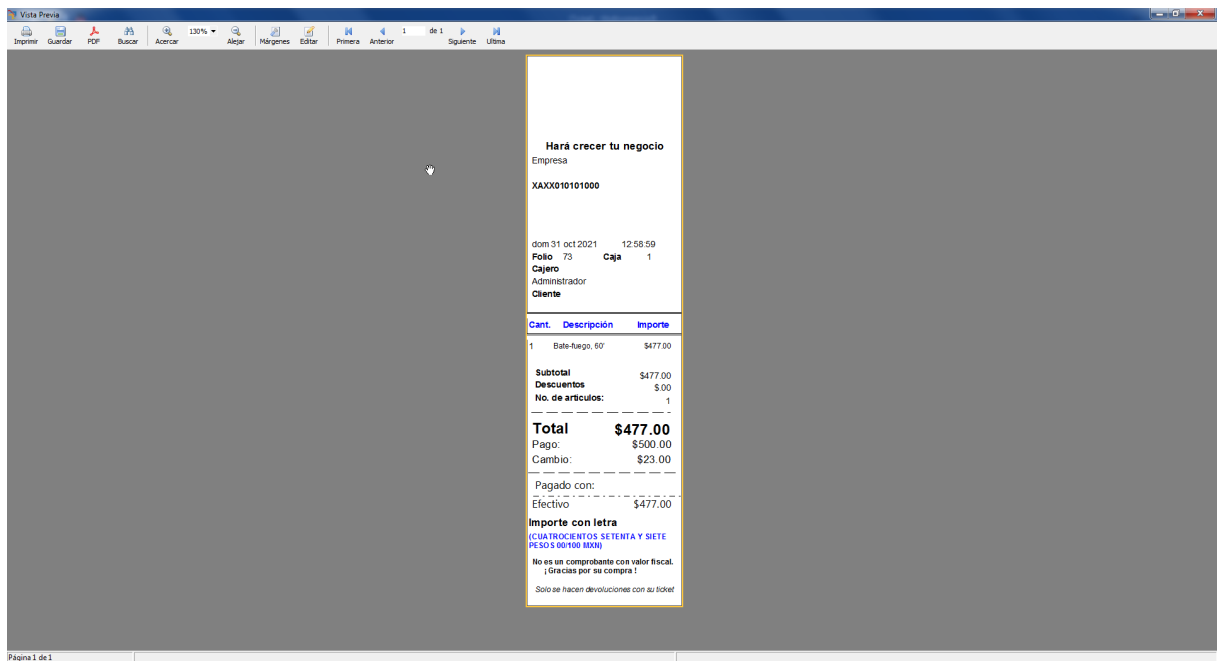 Vista Previa
Imprimir Guardar PDF Buscar Acercar 130% Alejar Márgenes Editar Primera Anterior 1 de 1 Siguiente Ultima
Hará crecer tu negocio
Empresa
XAXX010101000
dom 31 oct 2021 12:58:59
Folio 73 Caja 1
Cajero
Administrador
Cliente
Cant. Descripción Importe
1 Bate-fuego, 60' $477.00
Subtotal $477.00
Descuentos $.00
No. de articulos: 1
Total $477.00
Pago: $500.00
Cambio: $23.00
Pagado con:
Efectivo $477.00
Importe con letra
(CUATROCIENTOS SETENTA Y SIETE
PESOS 00/100 MXN)
No es un comprobante con valor fiscal.
¡ Gracias por su compra !
Solo se hacen devoluciones con su ticket
Página 1 de 1